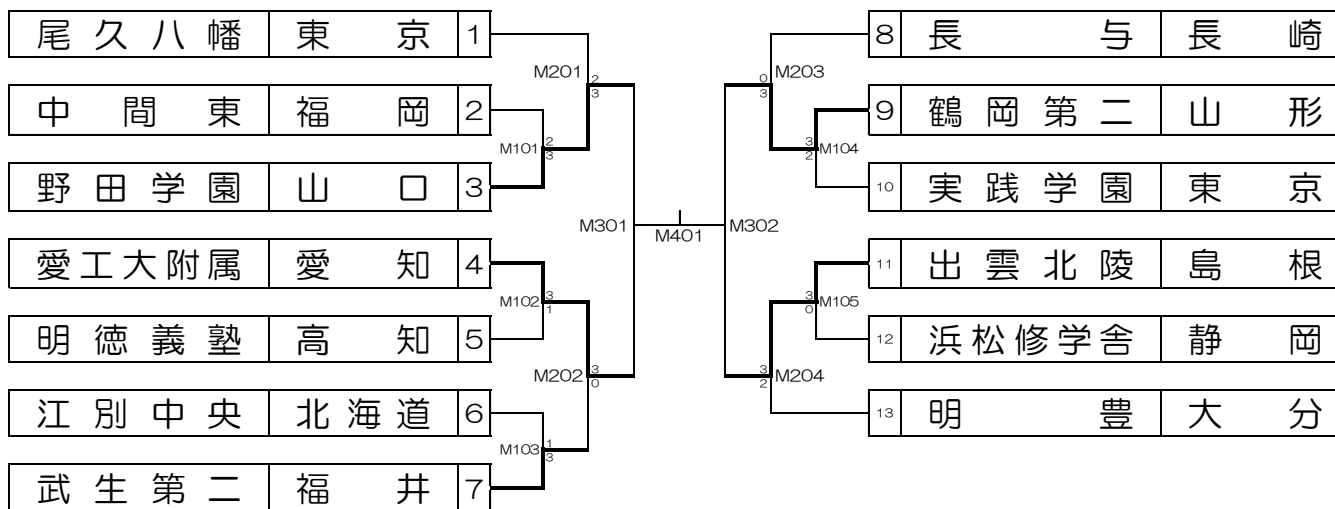 尾久八幡 東京 1
8 長与 長崎
M201 2 3
0 3 M203
中間東 福岡 2
9 鶴岡第二 山形
M101 2 3
3 2 M104
野田学園 山口 3
10 実践学園 東京
M301 M401 M302
愛工大附属 愛知 4
11 出雲北陵 島根
M102 3 1
3 0 M105
明徳義塾 高知 5
12 浜松修学舎 静岡
M202 3 0
3 2 M204
江別中央 北海道 6
13 明豊 大分
M103 1 3
武生第二 福井 7